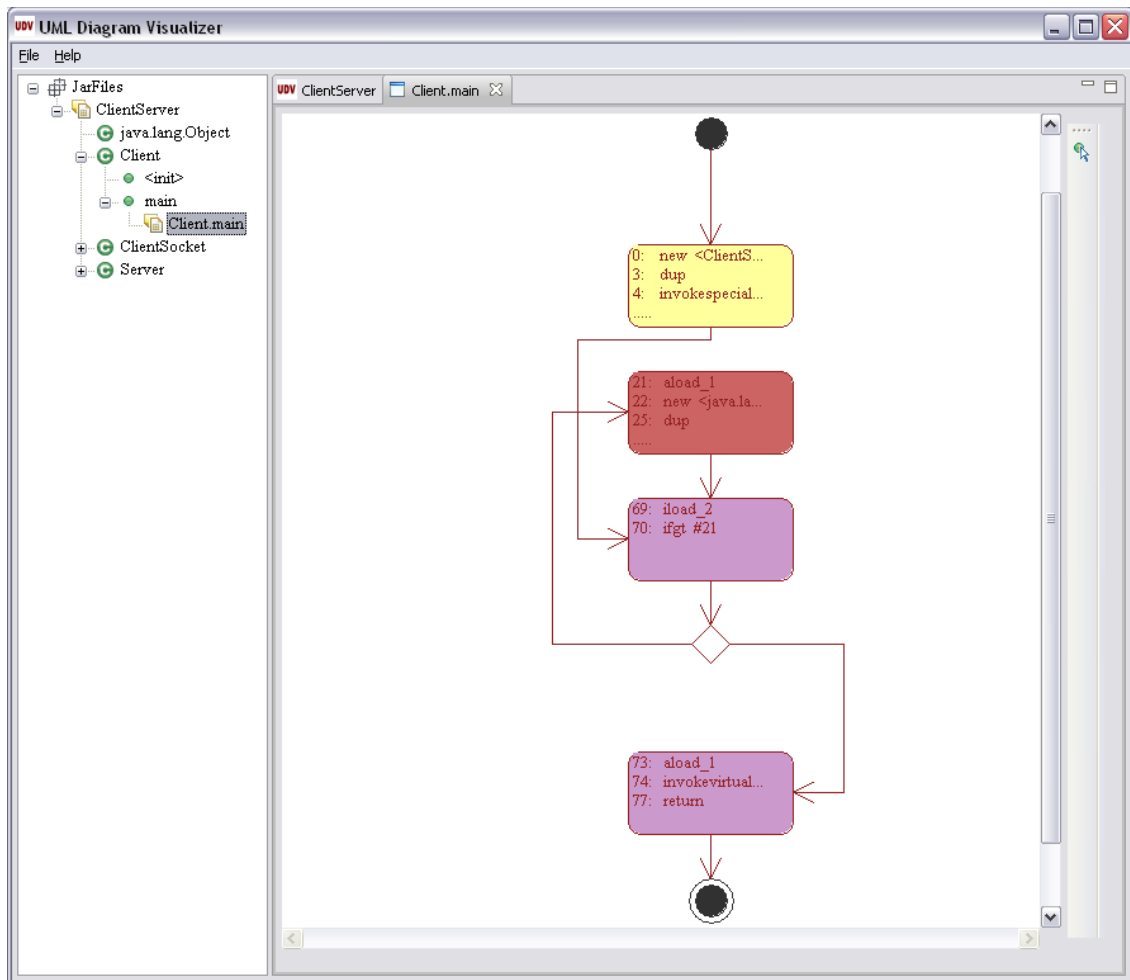 UDV UML Diagram Visualizer
File Help
JarFiles
ClientServer
java.lang.Object
Client
<init>
main
Client.main
ClientSocket
Server
UDV ClientServer Client.main
0: new <ClientS...
3: dup
4: invokespecial...
.....
21: aload_1
22: new <java.la...
25: dup
.....
69: iload_2
70: ifgt #21
73: aload_1
74: invokevirtual...
77: return